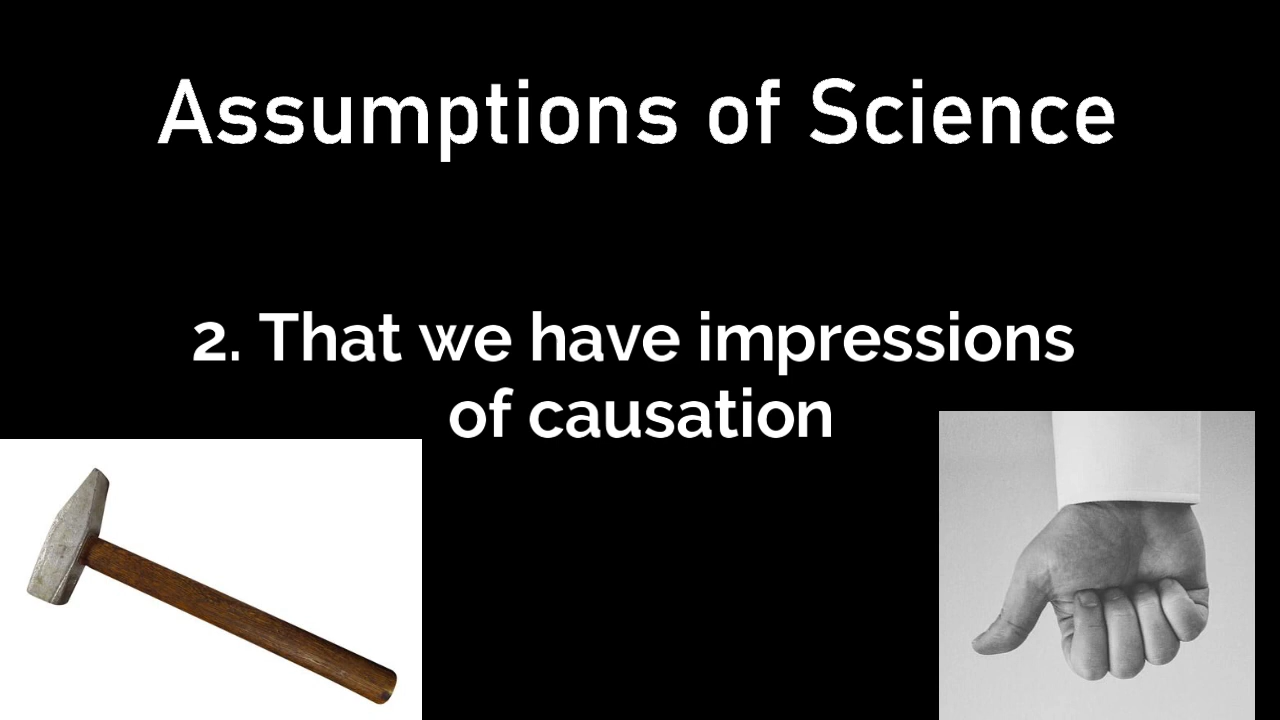 Assumptions of Science
2. That we have impressions
of causation